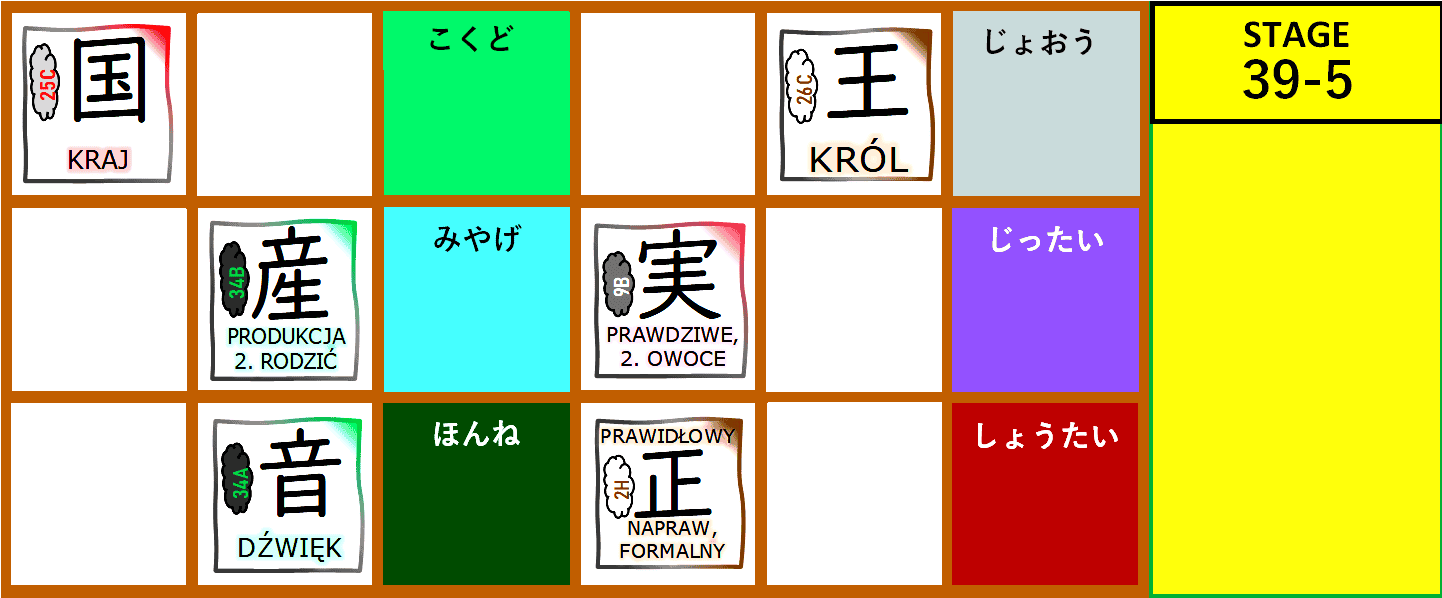 25C
国
KRAJ
こくど
26C
王
KRÓL
じょおう
STAGE
39-5
34B
産
PRODUKCJA
2. RODZIĆ
みやげ
9B
実
PRAWDZIWE,
2. OWOCE
じったい
34A
音
DŹWIĘK
ほんね
PRAWIDŁOWY
2H
正
NAPRAW,
FORMALNY
しょうたい